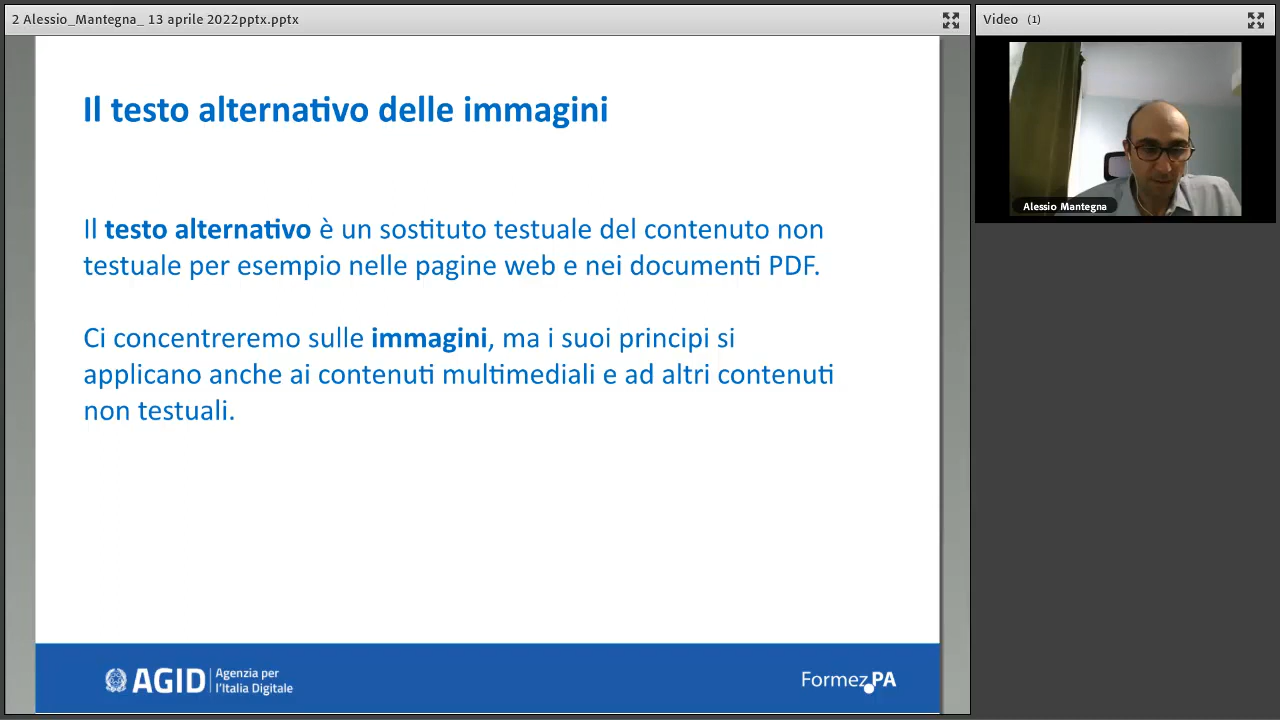 2 Alessio_Mantegna_ 13 aprile 2022pptx.pptx
Video (1)
Il testo alternativo delle immagini
Il testo alternativo è un sostituto testuale del contenuto non
testuale per esempio nelle pagine web e nei documenti PDF.
Ci concentreremo sulle immagini, ma i suoi principi si
applicano anche ai contenuti multimediali e ad altri contenuti
non testuali.
Alessio Mantegna
AGID Agenzia per
l'Italia Digitale
Formez.PA